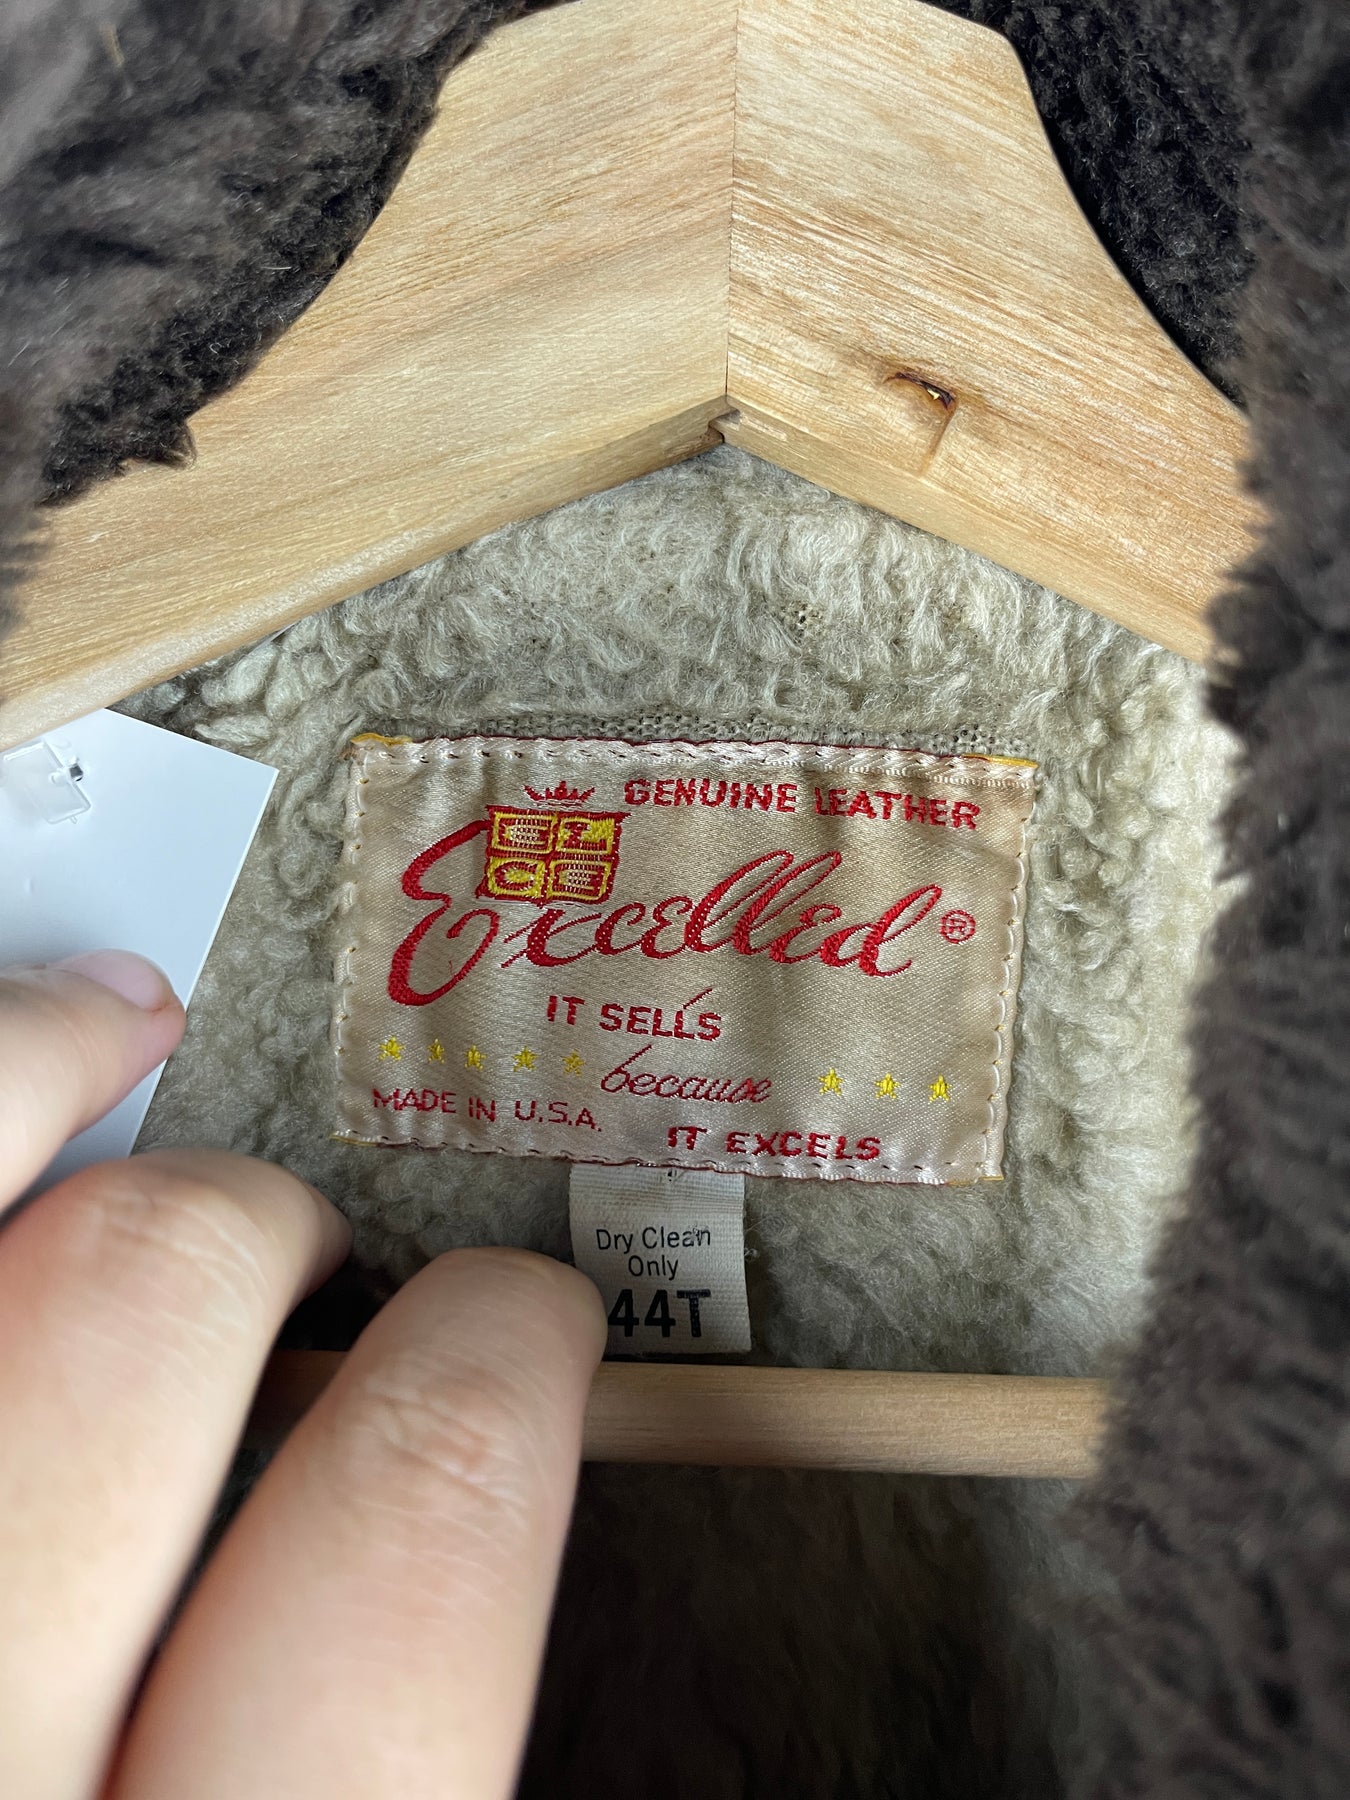 GENUINE LEATHER
Excelled®
IT SELLS
because
MADE IN U.S.A.
IT EXCELS
Dry Clean
Only
44T